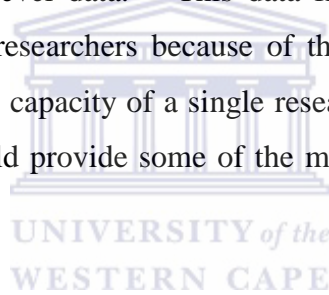 ever data. This data
researchers because of th
capacity of a single resea
ld provide some of the m
UNIVERSITY of the
WESTERN CAPE